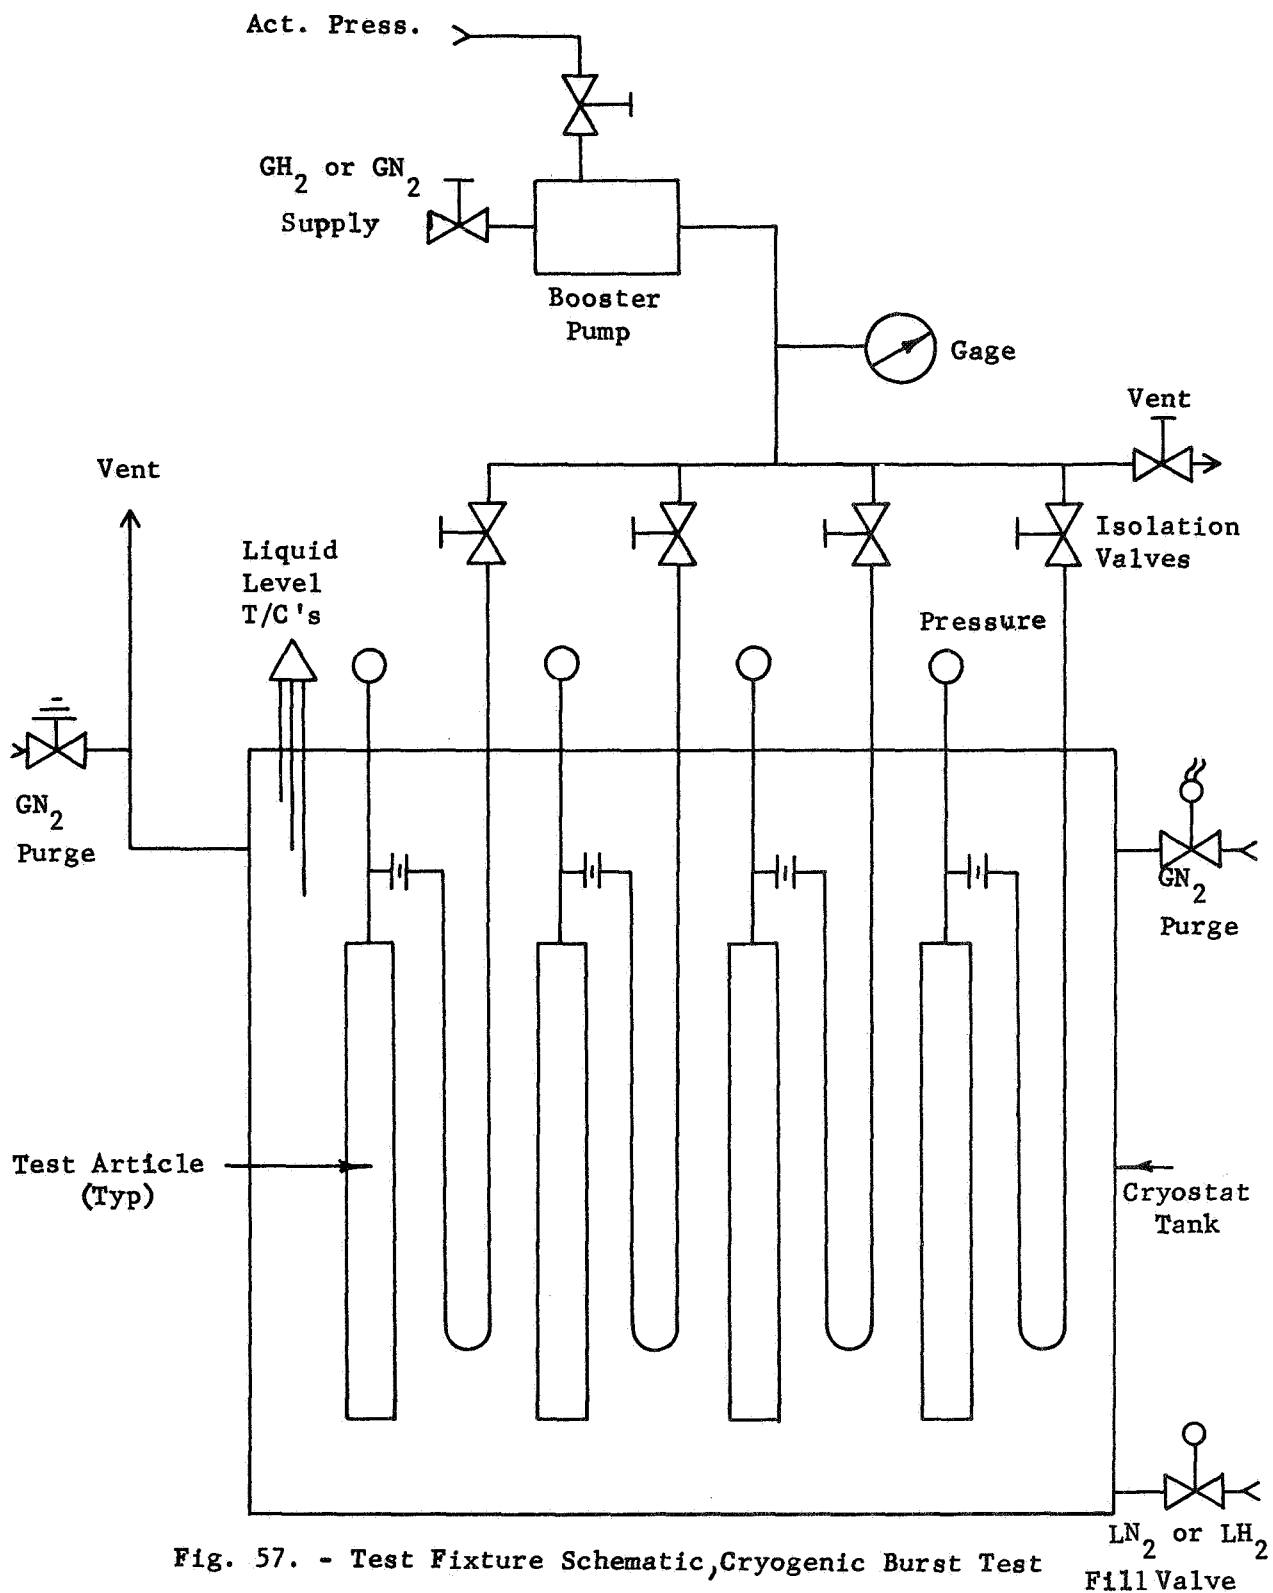 Act. Press.
GH2 or GN2
Supply
Booster
Pump
Gage
Vent
Vent
Isolation
Valves
Liquid
Level
T/C's
Pressure
GN2
Purge
GN2
Purge
Test Article
(Typ)
Cryostat
Tank
LN2 or LH2
Fill Valve
Fig. 57. - Test Fixture Schematic, Cryogenic Burst Test